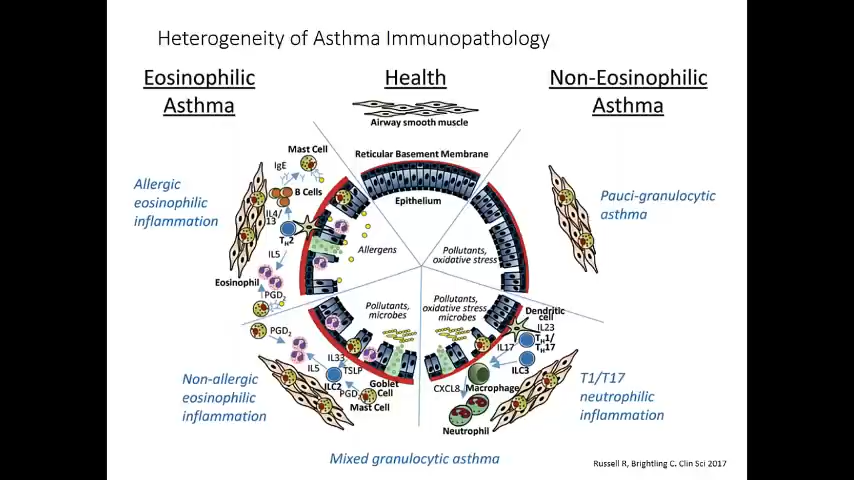 Heterogeneity of Asthma Immunopathology
Eosinophilic
Asthma
Health
Non-Eosinophilic
Asthma
Airway smooth muscle
Reticular Basement Membrane
Epithelium
Mast Cell
IgE
B Cells
IL4/
13
TH2
IL5
Eosinophil
PGD2
Allergic
eosinophilic
inflammation
Allergens
Pollutants,
oxidative stress
Pauci-granulocytic
asthma
Pollutants,
microbes
Pollutants,
oxidative stress,
microbes
PGD2
IL5
IL33
TSLP
ILC2
PGD2
Goblet
Cell
Mast Cell
Non-allergic
eosinophilic
inflammation
Dendritic
cell
IL23
TH1/
TH17
IL17
ILC3
CXCL8
Macrophage
Neutrophil
T1/T17
neutrophilic
inflammation
Mixed granulocytic asthma
Russell R, Brightling C. Clin Sci 2017